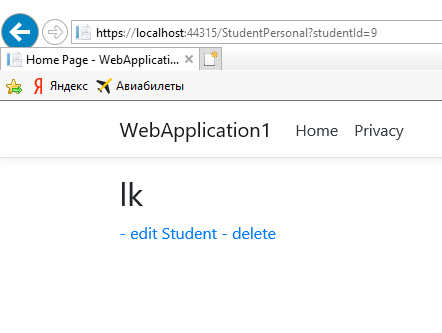 https://localhost:44315/StudentPersonal?studentId=9
Home Page - WebApplicati...
Яндекс Авиабилеты
WebApplication1 Home Privacy
lk
- edit Student - delete